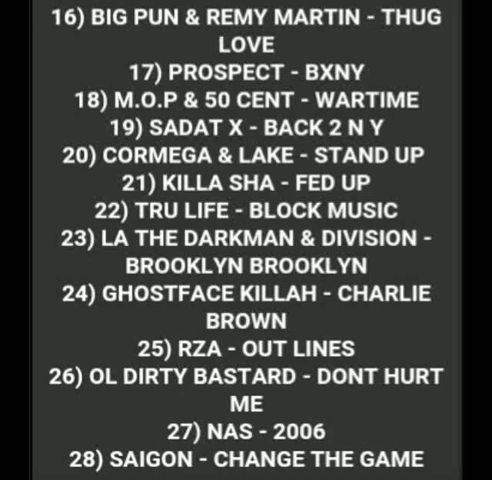 16) BIG PUN & REMY MARTIN - THUG
LOVE
17) PROSPECT - BXNY
18) M.O.P & 50 CENT - WARTIME
19) SADAT X - BACK 2 N Y
20) CORMEGA & LAKE - STAND UP
21) KILLA SHA - FED UP
22) TRU LIFE - BLOCK MUSIC
23) LA THE DARKMAN & DIVISION -
BROOKLYN BROOKLYN
24) GHOSTFACE KILLAH - CHARLIE
BROWN
25) RZA - OUT LINES
26) OL DIRTY BASTARD - DONT HURT
ME
27) NAS - 2006
28) SAIGON - CHANGE THE GAME